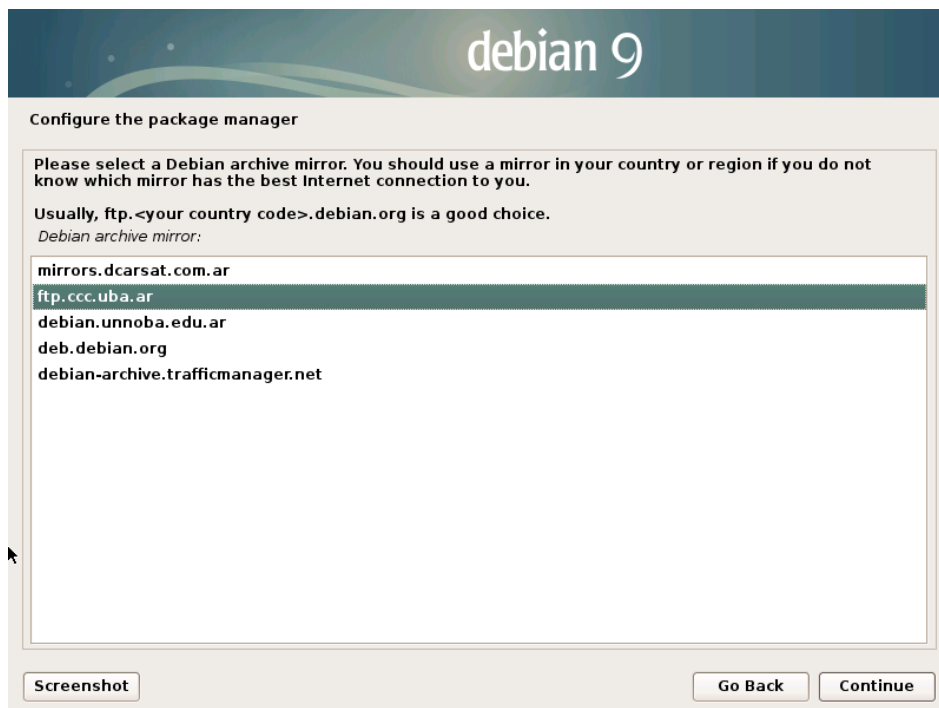 debian 9
Configure the package manager
Please select a Debian archive mirror. You should use a mirror in your country or region if you do not
know which mirror has the best Internet connection to you.
Usually, ftp.<your country code>.debian.org is a good choice.
Debian archive mirror:
mirrors.dcarsat.com.ar
ftp.ccc.uba.ar
debian.unnoba.edu.ar
deb.debian.org
debian-archive.trafficmanager.net
Screenshot
Go Back
Continue